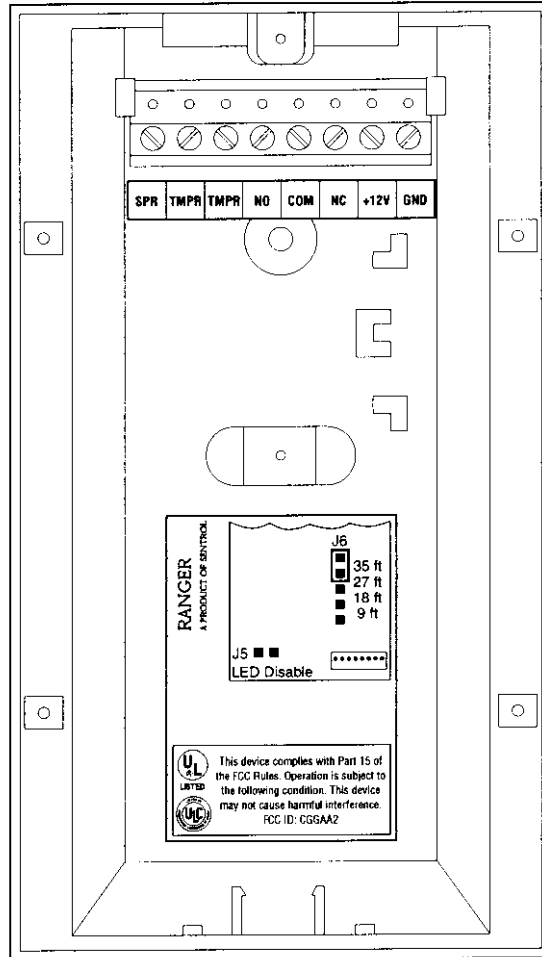 SPR TMPR TMPR NO COM NC +12V GND
RANGER
A PRODUCT OF SENTROL
J6
35 ft
27 ft
18 ft
9 ft
J5
LED Disable
UL
LISTED
ULC
This device complies with Part 15 of
the FCC Rules. Operation is subject to
the following condition. This device
may not cause harmful interference.
FCC ID: CGGAA2